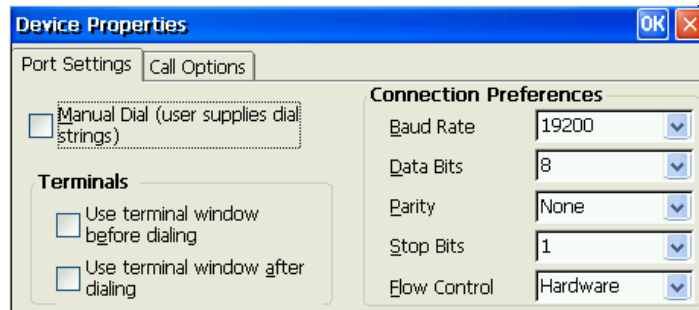 Device Properties OK
Port Settings Call Options
Manual Dial (user supplies dial
strings)
Terminals
Use terminal window
before dialing
Use terminal window after
dialing
Connection Preferences
Baud Rate 19200
Data Bits 8
Parity None
Stop Bits 1
Flow Control Hardware